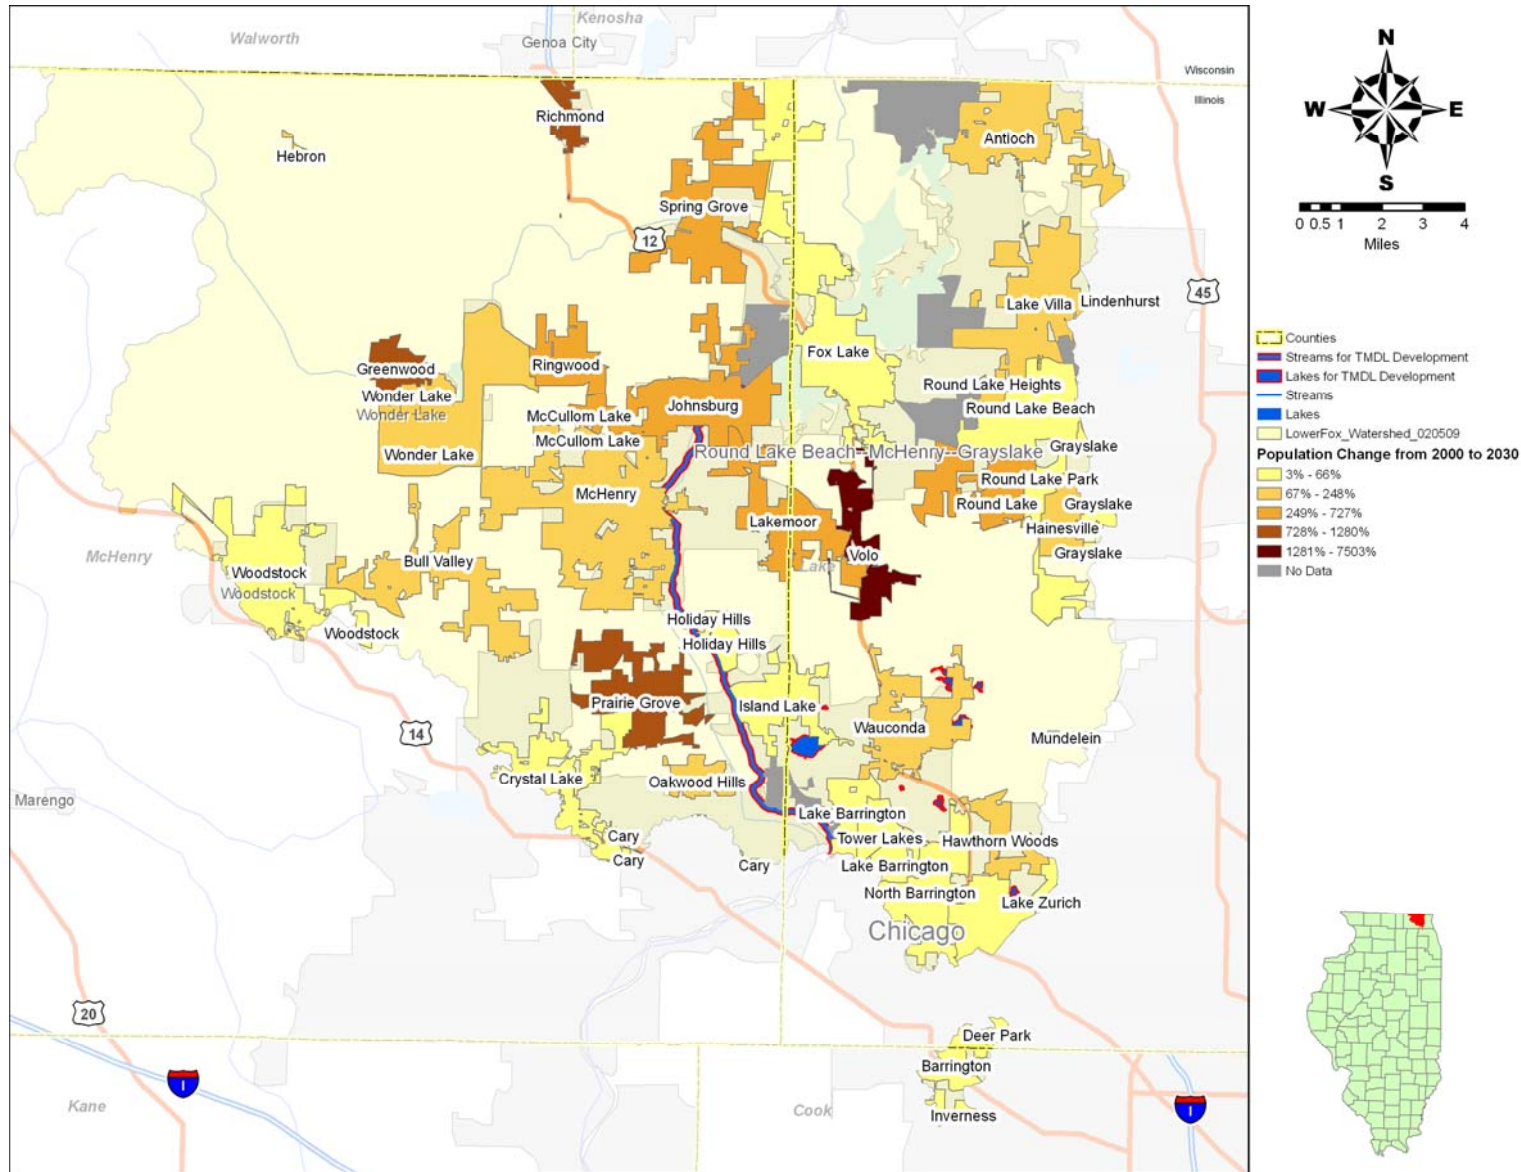 Walworth
Kenosha
Genoa City
Wisconsin
Illinois
Richmond
Hebron
Antioch
Spring Grove
12
45
Lake Villa
Lindenhurst
Fox Lake
Greenwood
Ringwood
Wonder Lake
Wonder Lake
Wonder Lake
McCullom Lake
McCullom Lake
Johnsburg
Round Lake Heights
Round Lake Beach
Grayslake
Round Lake Beach--McHenry--Grayslake
Round Lake Park
McHenry
Round Lake
Grayslake
Lakemoor
Hainesville
Grayslake
McHenry
Bull Valley
Volo
Lake
Woodstock
Woodstock
Woodstock
Holiday Hills
Holiday Hills
Prairie Grove
Island Lake
Wauconda
Mundelein
14
Crystal Lake
Oakwood Hills
Marengo
Lake Barrington
Tower Lakes
Hawthorn Woods
Cary
Cary
Cary
Lake Barrington
North Barrington
Lake Zurich
Chicago
20
Deer Park
Barrington
Inverness
Kane
Cook
I
I
N
W E
S
0 0.5 1 2 3 4
Miles
Counties
Streams for TMDL Development
Lakes for TMDL Development
Streams
Lakes
LowerFox_Watershed_020509
Population Change from 2000 to 2030
3% - 66%
67% - 248%
249% - 727%
728% - 1280%
1281% - 7503%
No Data